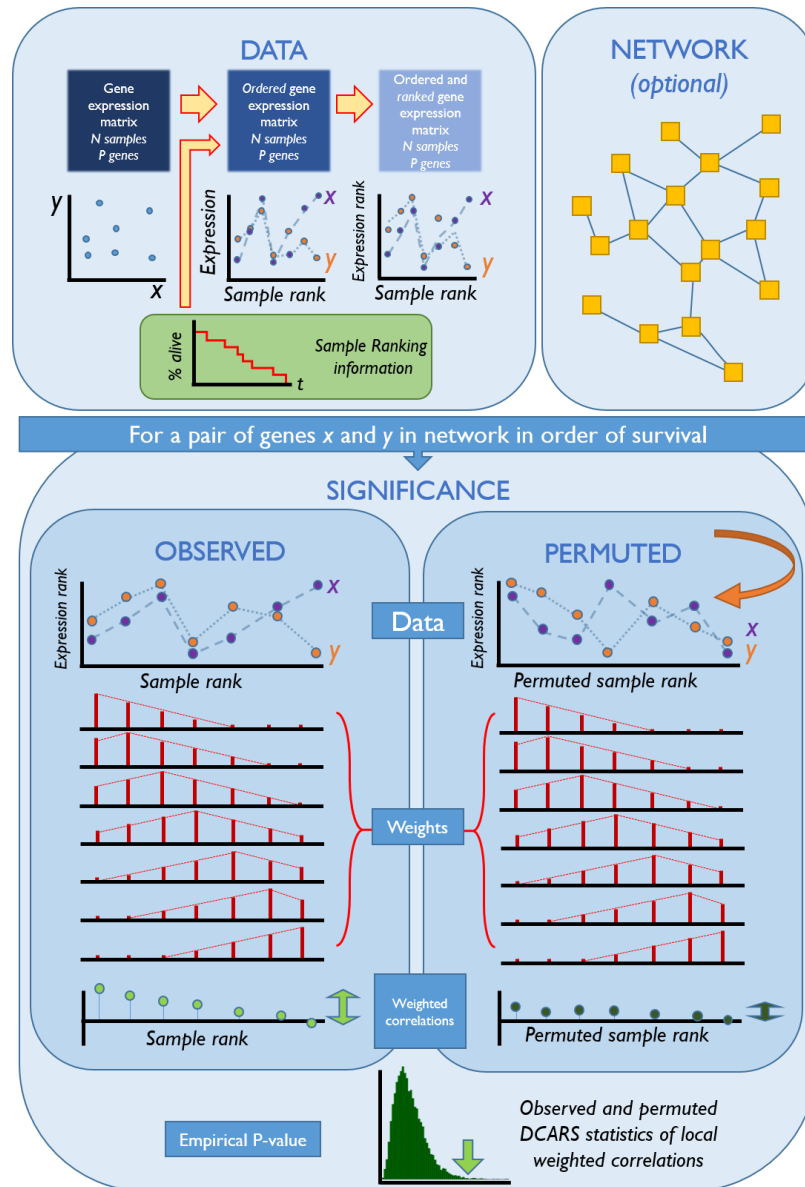 DATA
Gene
expression
matrix
N samples
P genes
Ordered gene
expression
matrix
N samples
P genes
Ordered and
ranked gene
expression
matrix
N samples
P genes
y
x
Expression
x
y
Sample rank
Expression rank
x
y
Sample rank
% alive
t
Sample Ranking
information
NETWORK
(optional)
For a pair of genes x and y in network in order of survival
SIGNIFICANCE
OBSERVED
Expression rank
x
y
Sample rank
Data
PERMUTED
Expression rank
x
y
Permuted sample rank
Weights
Weighted
correlations
Sample rank
Permuted sample rank
Empirical P-value
Observed and permuted
DCARS statistics of local
weighted correlations